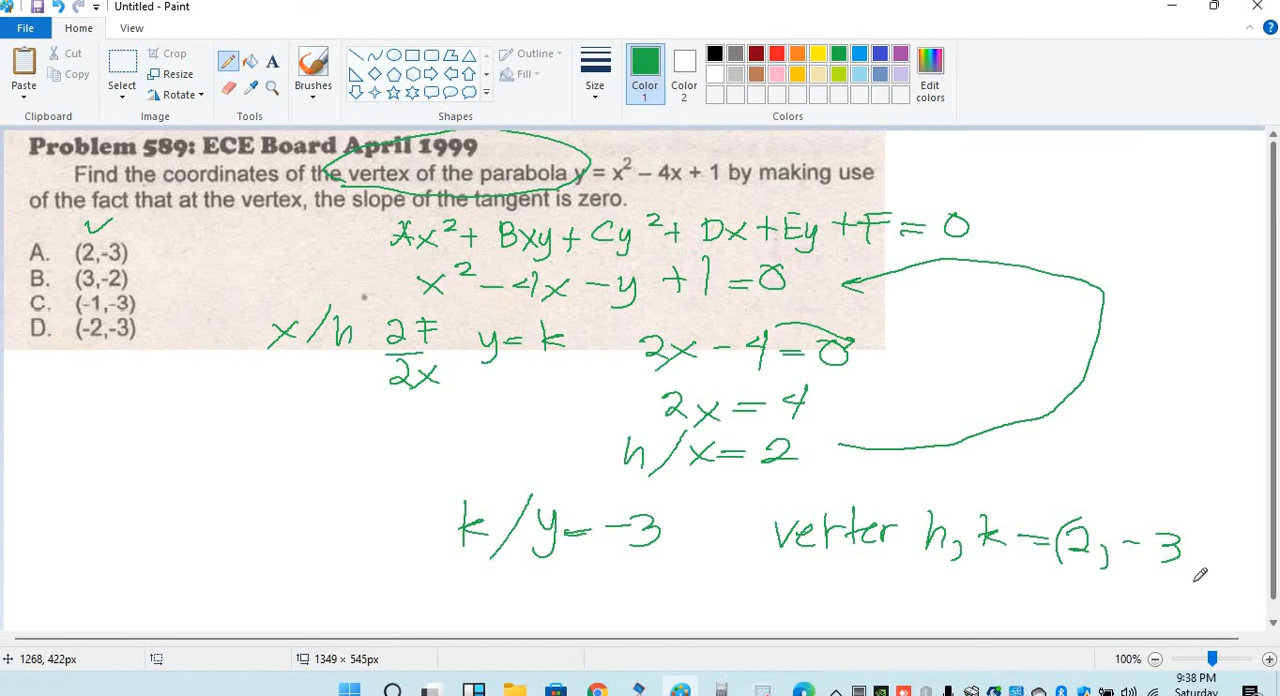 Untitled - Paint
File Home View
Paste Cut Copy Select Crop Resize Rotate Brushes Outline Fill Size Color 1 Color 2 Edit colors
Clipboard Image Tools Shapes Colors
Problem 589: ECE Board April 1999
Find the coordinates of the vertex of the parabola y = x² – 4x + 1 by making use
of the fact that at the vertex, the slope of the tangent is zero.
A. (2,-3)
B. (3,-2)
C. (-1,-3)
D. (-2,-3)
Ax² + Bxy + Cy² + Dx + Ey + F = 0
x² - 4x - y + 1 = 0
x/h 2F/2x y = k 2x - 4 = 0
2x = 4
h/x = 2
k/y = -3 verter h, k = (2, -3
1268, 422px 1349 × 545px 100%
9:38 PM
Saturday